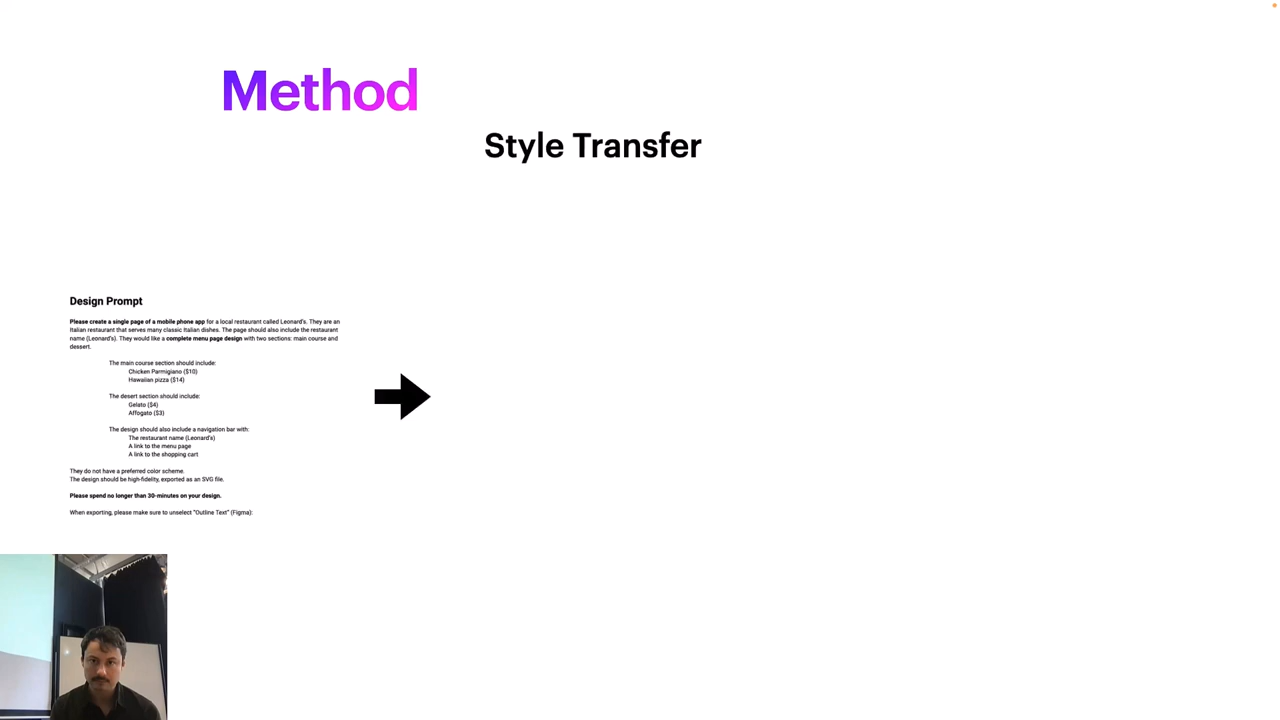 Method
Style Transfer
Design Prompt
Please create a single page of a mobile phone app for a local restaurant called Leonard's. They are an
Italian restaurant that serves many classic Italian dishes. The page should also include the restaurant
name (Leonard's). They would like a complete menu page design with two sections: main course and
dessert.
The main course section should include:
Chicken Parmigiano ($10)
Hawaiian pizza ($14)
The desert section should include:
Gelato ($4)
Affogato ($3)
The design should also include a navigation bar with:
The restaurant name (Leonard's)
A link to the menu page
A link to the shopping cart
They do not have a preferred color scheme.
The design should be high-fidelity, exported as an SVG file.
Please spend no longer than 30-minutes on your design.
When exporting, please make sure to unselect "Outline Text" (Figma):